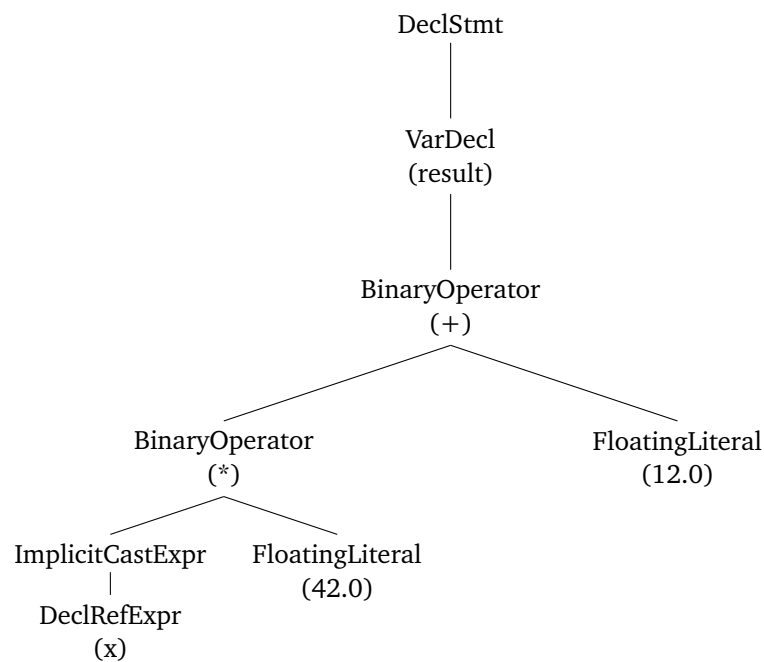 DeclStmt
VarDecl
(result)
BinaryOperator
(+)
BinaryOperator
(*)
FloatingLiteral
(12.0)
ImplicitCastExpr
FloatingLiteral
(42.0)
DeclRefExpr
(x)